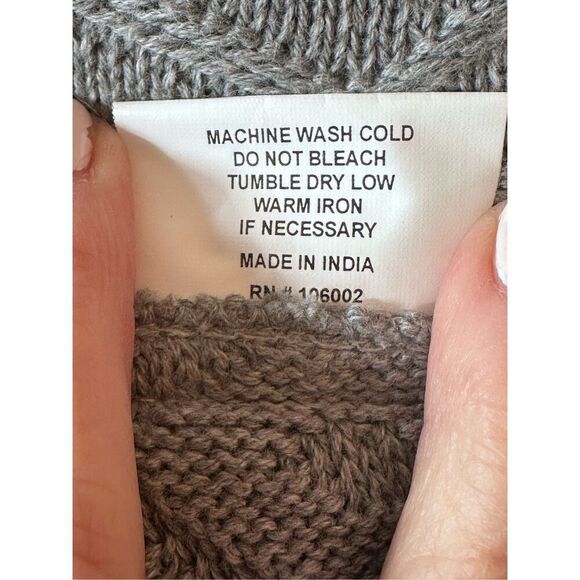 MACHINE WASH COLD
DO NOT BLEACH
TUMBLE DRY LOW
WARM IRON
IF NECESSARY
MADE IN INDIA
RN # 106002